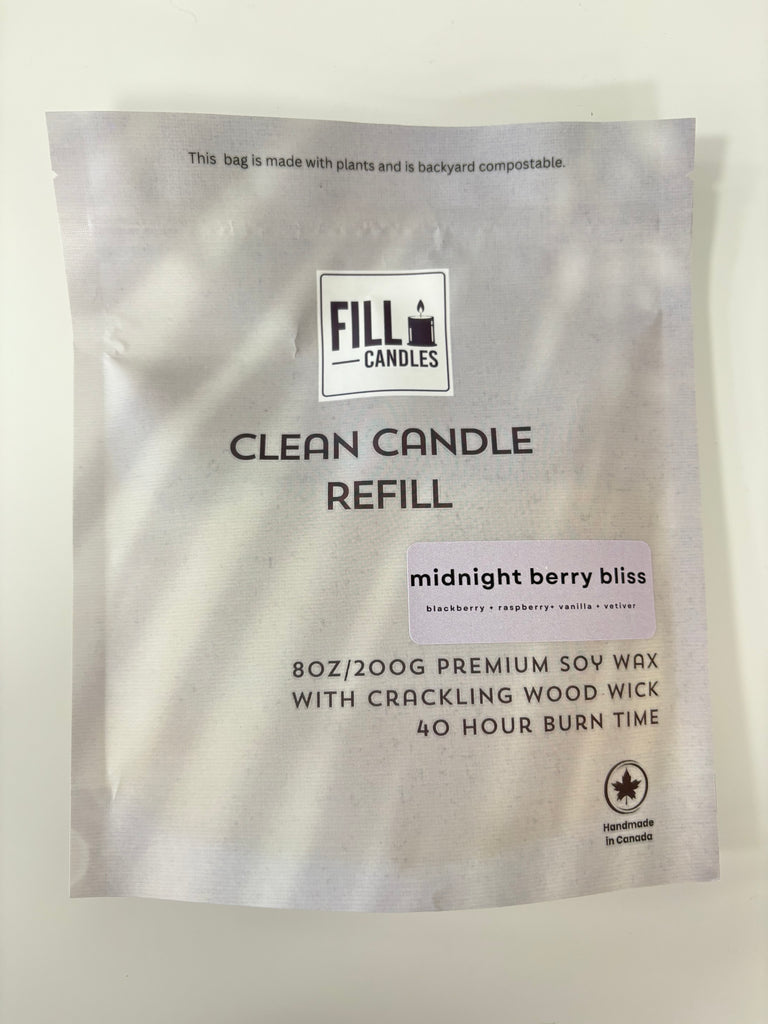 This bag is made with plants and is backyard compostable.
FILL
CANDLES
CLEAN CANDLE
REFILL
midnight berry bliss
blackberry + raspberry+ vanilla + vetiver
8OZ/200G PREMIUM SOY WAX
WITH CRACKLING WOOD WICK
40 HOUR BURN TIME
Handmade
in Canada